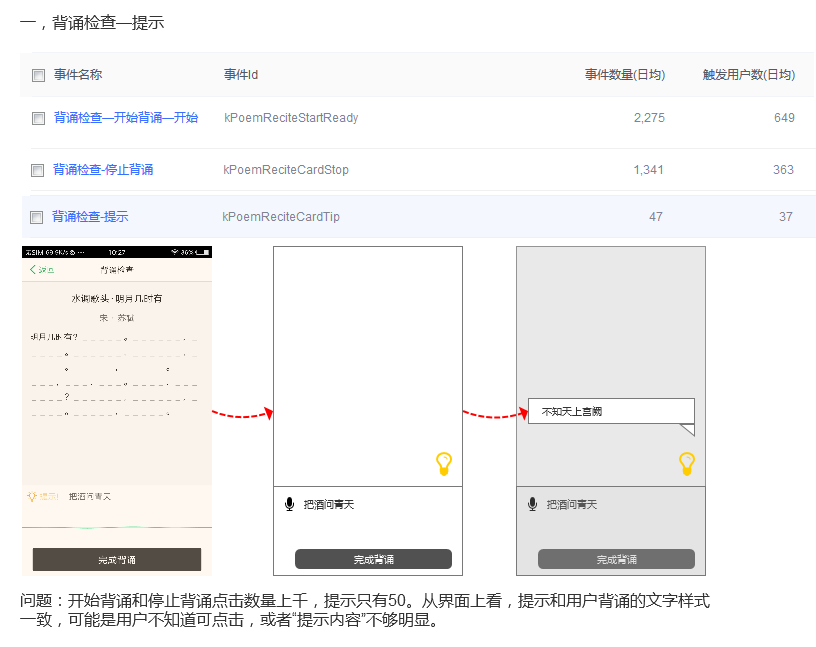 一，背诵检查—提示
事件名称 事件Id 事件数量(日均) 触发用户数(日均)
背诵检查—开始背诵—开始 kPoemReciteStartReady 2,275 649
背诵检查-停止背诵 kPoemReciteCardStop 1,341 363
背诵检查-提示 kPoemReciteCardTip 47 37
无SIM 69.9K/s 10:27 36%
返回 背诵检查
水调歌头·明月几时有
宋 · 苏轼
明月几时有?
提示: 把酒问青天
完成背诵
把酒问青天
完成背诵
不知天上宫阙
把酒问青天
完成背诵
问题：开始背诵和停止背诵点击数量上千，提示只有50。从界面上看，提示和用户背诵的文字样式
一致，可能是用户不知道可点击，或者“提示内容”不够明显。